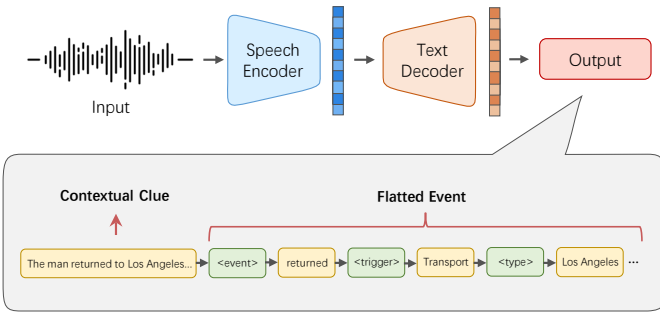 Input
Speech
Encoder
Text
Decoder
Output
Contextual Clue
Flatted Event
The man returned to Los Angeles...
<event>
returned
<trigger>
Transport
<type>
Los Angeles
...